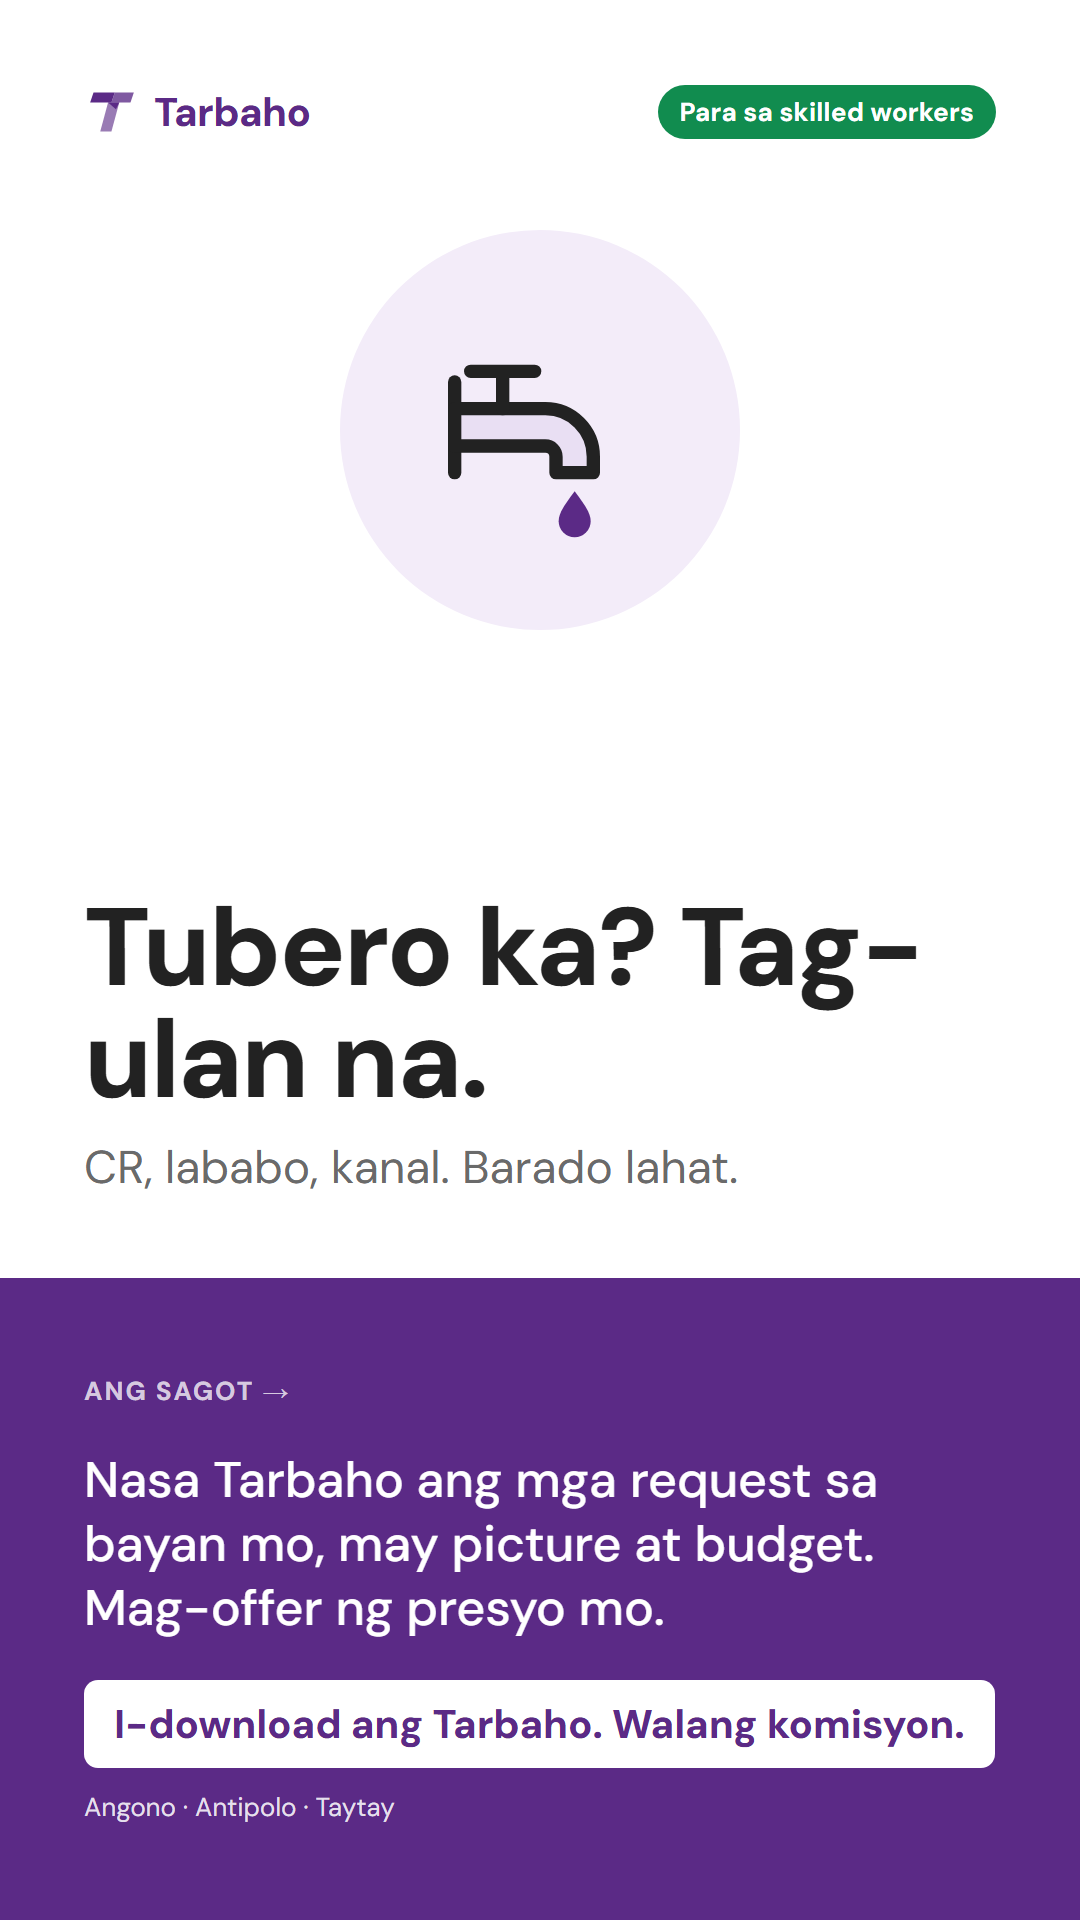 Tarbaho
Para sa skilled workers
Tubero ka? Tag-
ulan na.
CR, lababo, kanal. Barado lahat.
ANG SAGOT →
Nasa Tarbaho ang mga request sa
bayan mo, may picture at budget.
Mag-offer ng presyo mo.
I-download ang Tarbaho. Walang komisyon.
Angono · Antipolo · Taytay